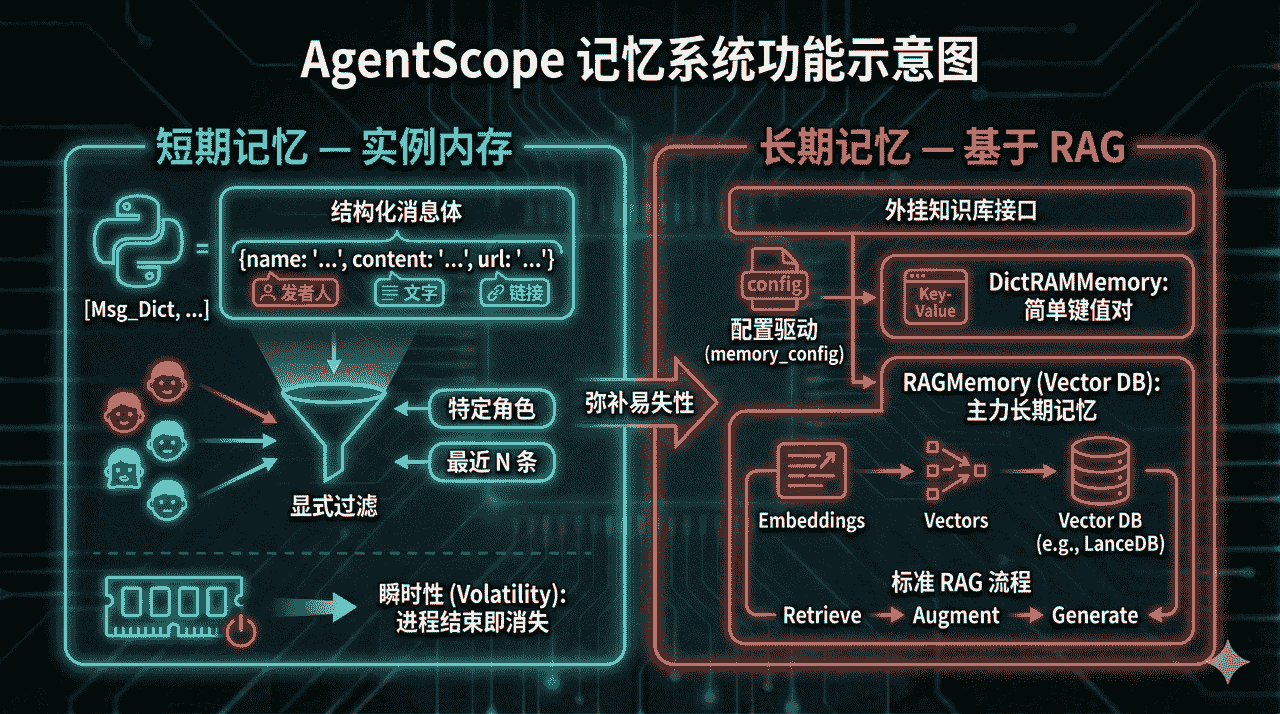 AgentScope 记忆系统功能示意图
短期记忆 — 实例内存
结构化消息体
{name: '...', content: '...', url: '...'}
发者人
文字
链接
=
[Msg_Dict, ...]
特定角色
最近 N 条
显式过滤
瞬时性 (Volatility):
进程结束即消失
弥补易失性
长期记忆 — 基于 RAG
外挂知识库接口
config
配置驱动
(memory_config)
Key-
Value
DictRAMMemory:
简单键值对
RAGMemory (Vector DB):
主力长期记忆
Embeddings
Vectors
Vector DB
(e.g., LanceDB)
标准 RAG 流程
Retrieve
Augment
Generate